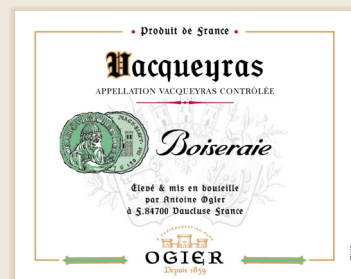 • Produit de France •
Vacqueyras
APPELLATION VACQUEYRAS CONTRÔLÉE
Boiseraie
Élevé & mis en bouteille
par Antoine Ogier
à F.84700 Vaucluse France
OGIER
Depuis 1859